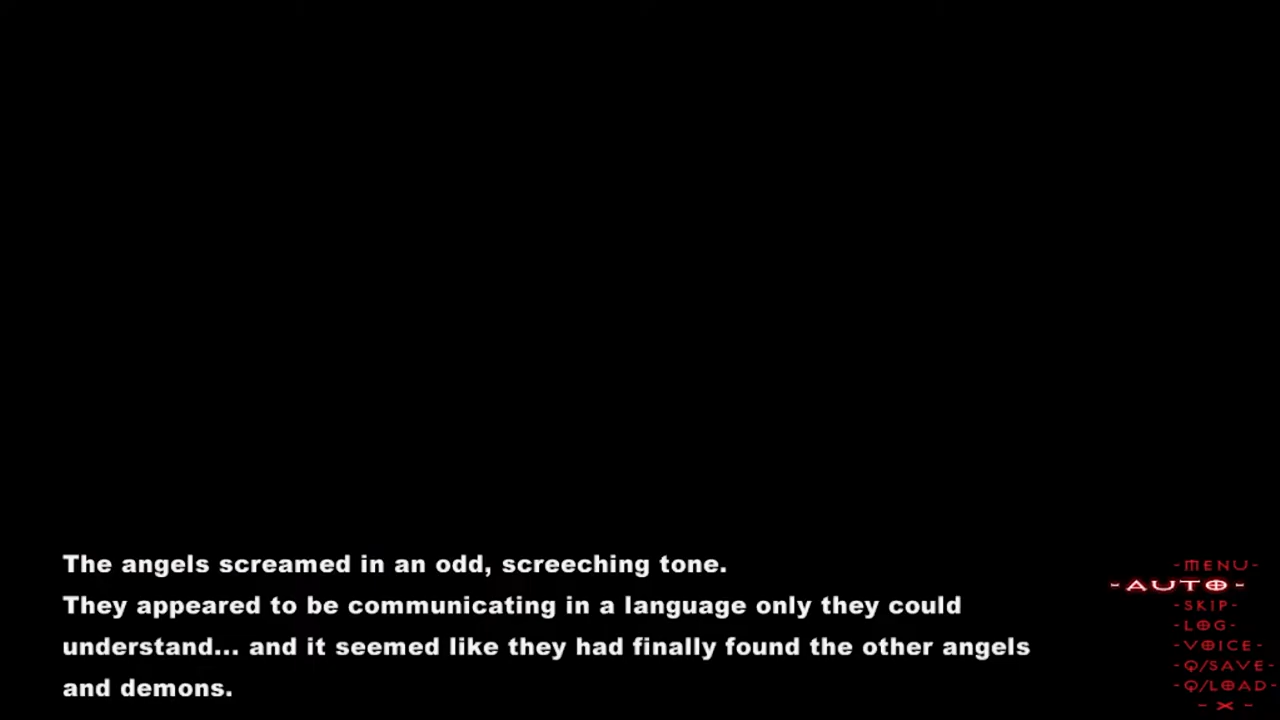 The angels screamed in an odd, screeching tone.
They appeared to be communicating in a language only they could
understand... and it seemed like they had finally found the other angels
and demons.
-MENU-
-AUTO-
-SKIP-
-LOG-
-VOICE-
-Q/SAVE-
-Q/LOAD-
-X-